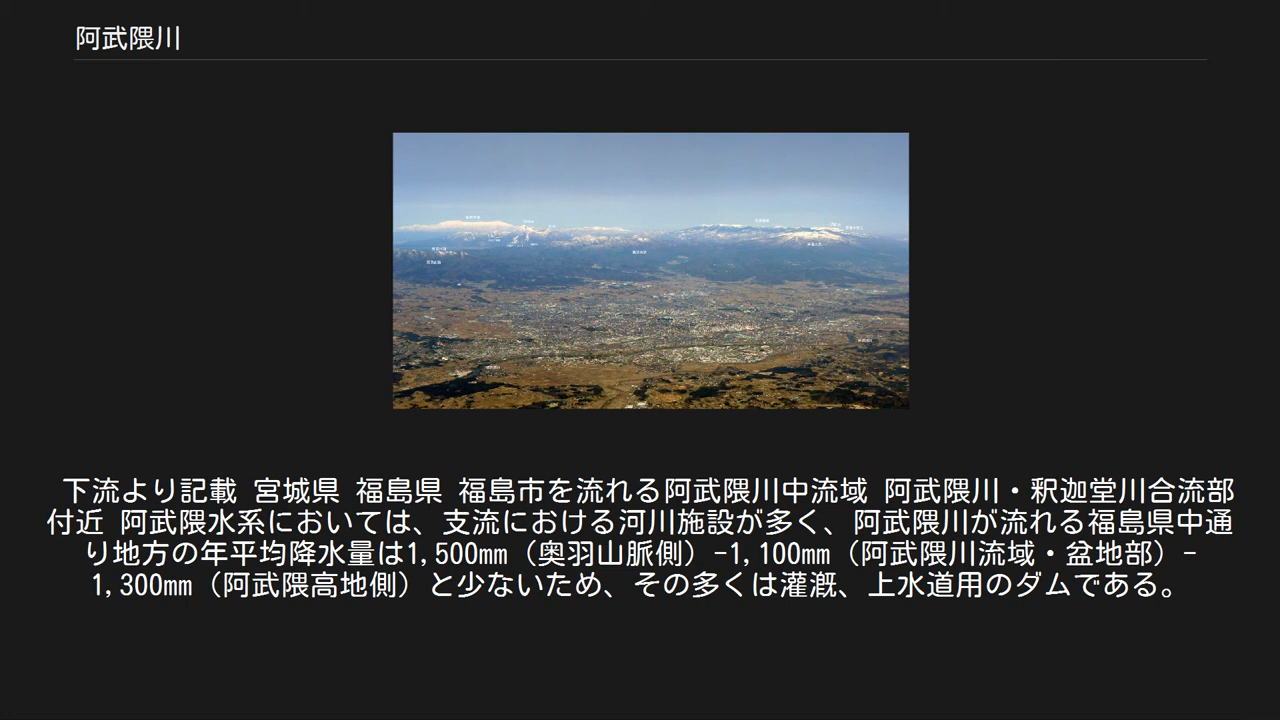 阿武隈川
下流より記載 宮城県 福島県 福島市を流れる阿武隈川中流域 阿武隈川・釈迦堂川合流部
付近 阿武隈水系においては、支流における河川施設が多く、阿武隈川が流れる福島県中通
り地方の年平均降水量は1,500㎜（奥羽山脈側）-1,100㎜（阿武隈川流域・盆地部）-
1,300㎜（阿武隈高地側）と少ないため、その多くは灌漑、上水道用のダムである。